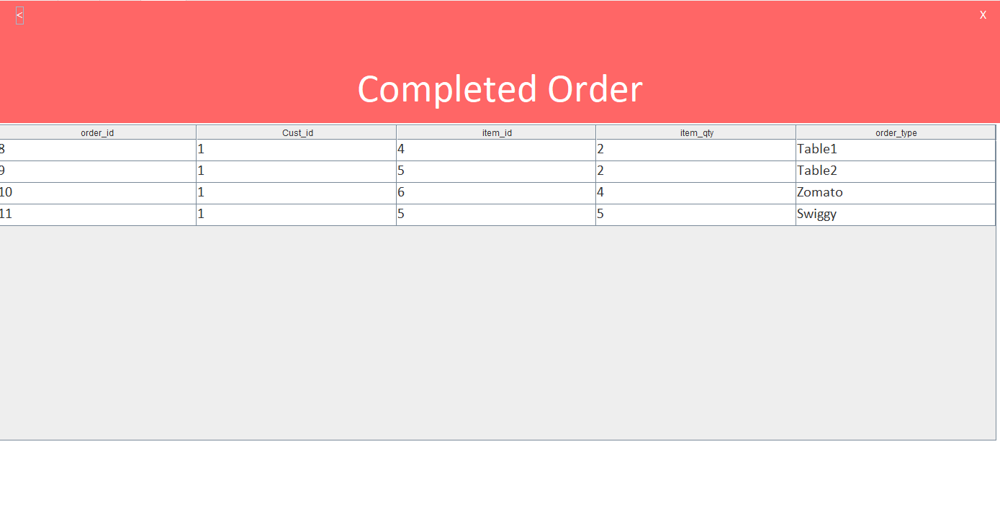 < X
Completed Order
order_id Cust_id item_id item_qty order_type
8 1 4 2 Table1
9 1 5 2 Table2
10 1 6 4 Zomato
11 1 5 5 Swiggy